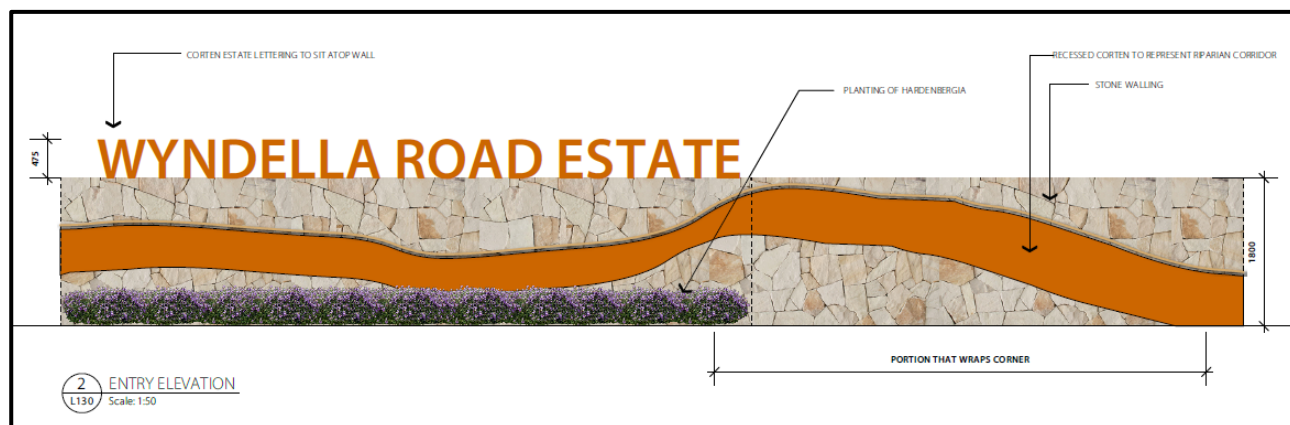 CORTEN ESTATE LETTERING TO SIT ATOP WALL
RECESSED CORTEN TO REPRESENT RIPARIAN CORRIDOR
PLANTING OF HARDENBERGIA
STONE WALLING
475
WYNDELLA ROAD ESTATE
1800
PORTION THAT WRAPS CORNER
2
ENTRY ELEVATION
L130
Scale: 1:50